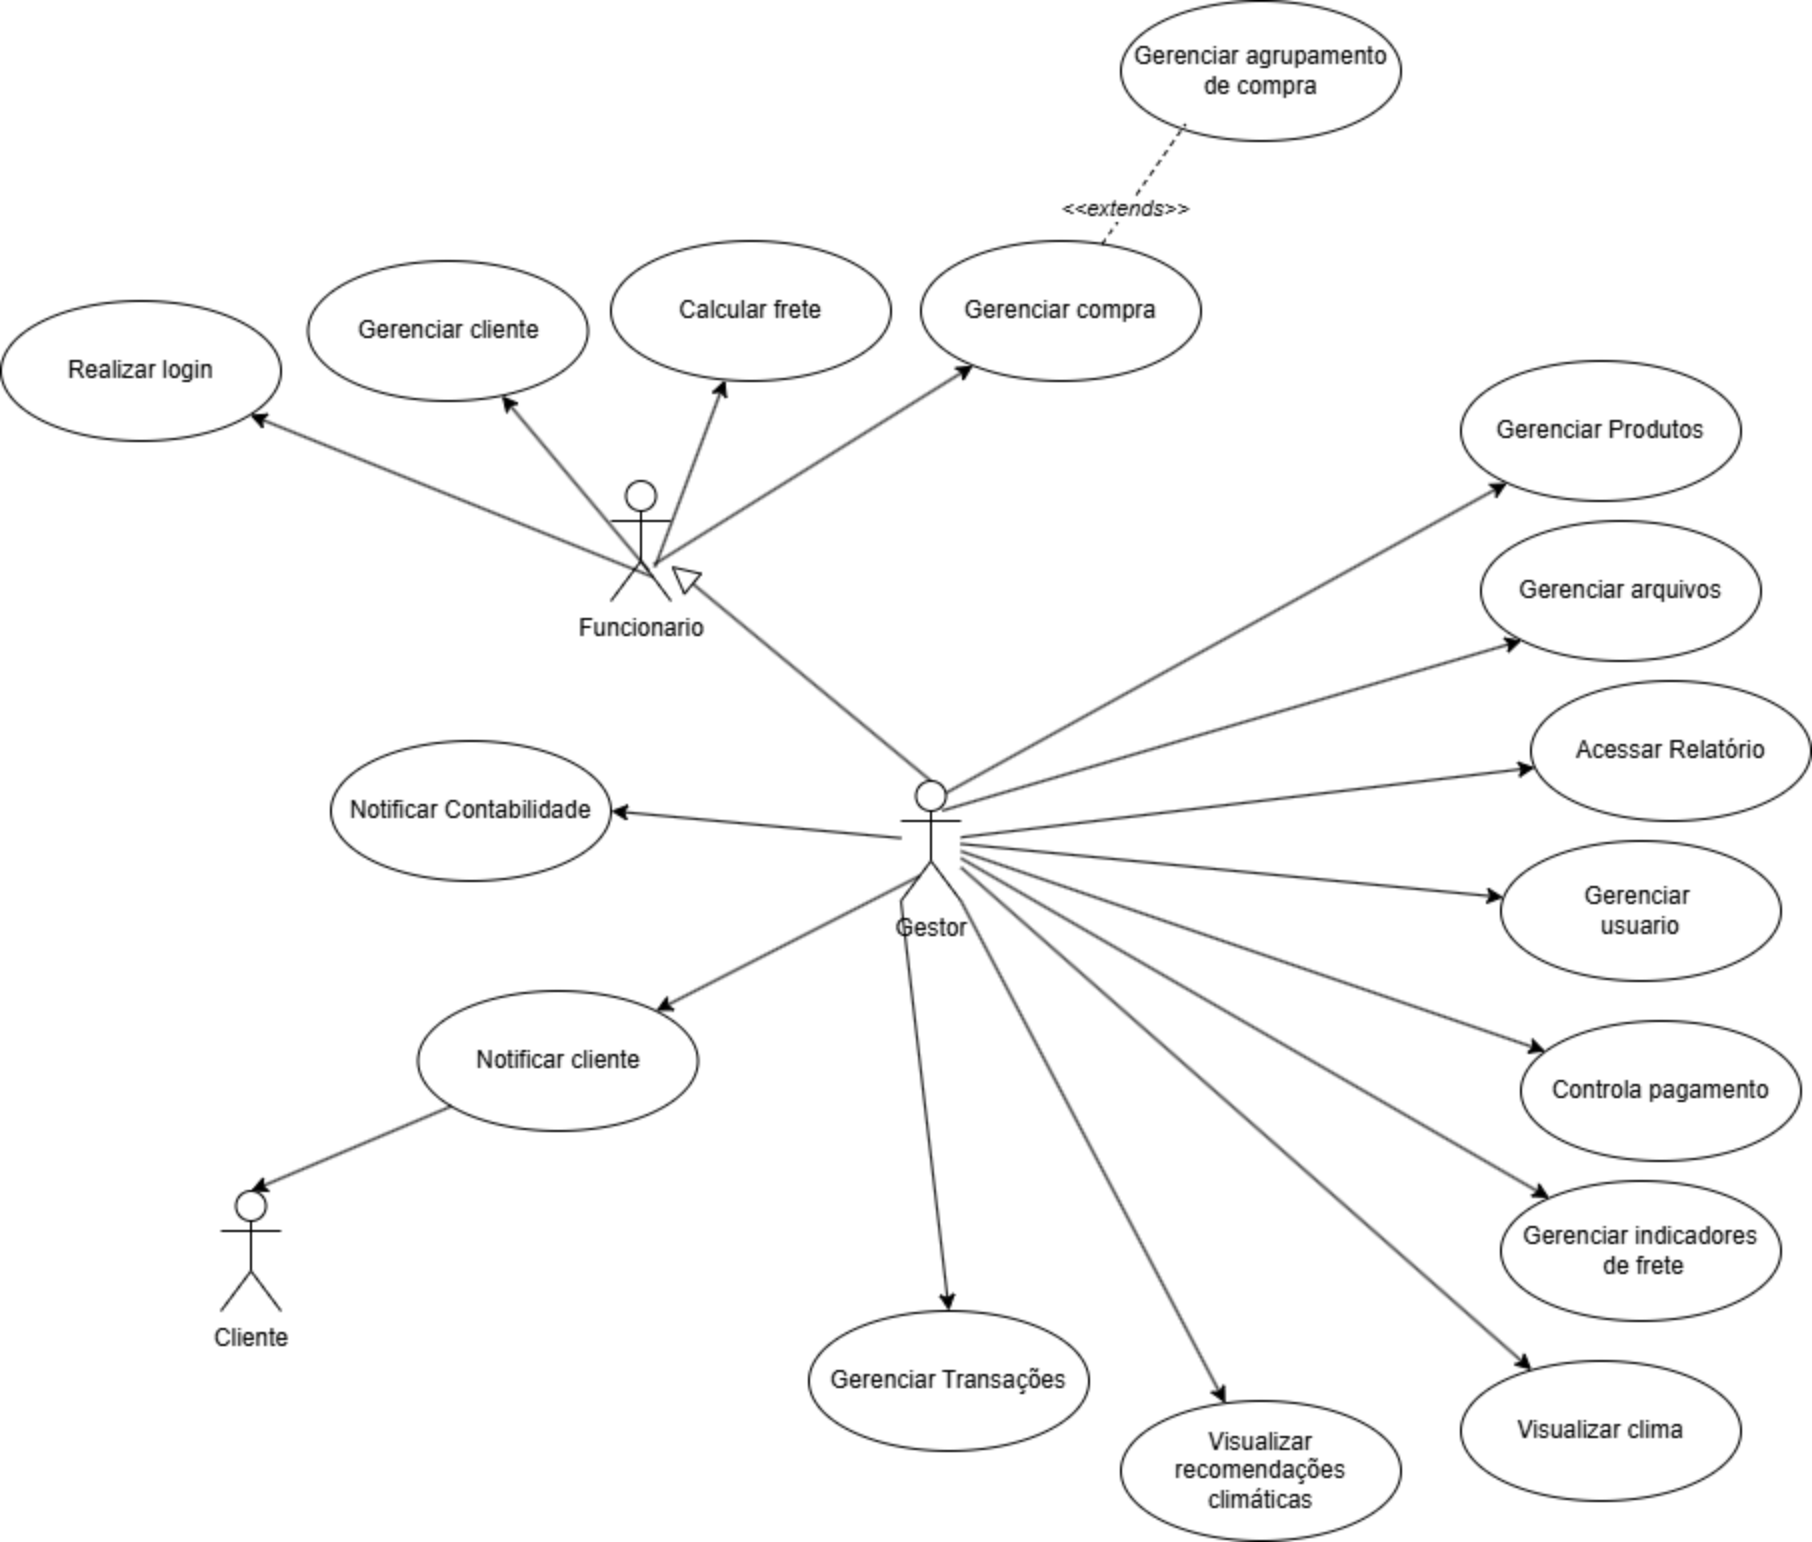 Gerenciar agrupamento
de compra
<<extends>>
Gerenciar compra
Calcular frete
Gerenciar cliente
Realizar login
Gerenciar Produtos
Gerenciar arquivos
Funcionario
Acessar Relatório
Notificar Contabilidade
Gerenciar
usuario
Gestor
Notificar cliente
Controla pagamento
Gerenciar indicadores
de frete
Cliente
Gerenciar Transações
Visualizar clima
Visualizar
recomendações
climáticas